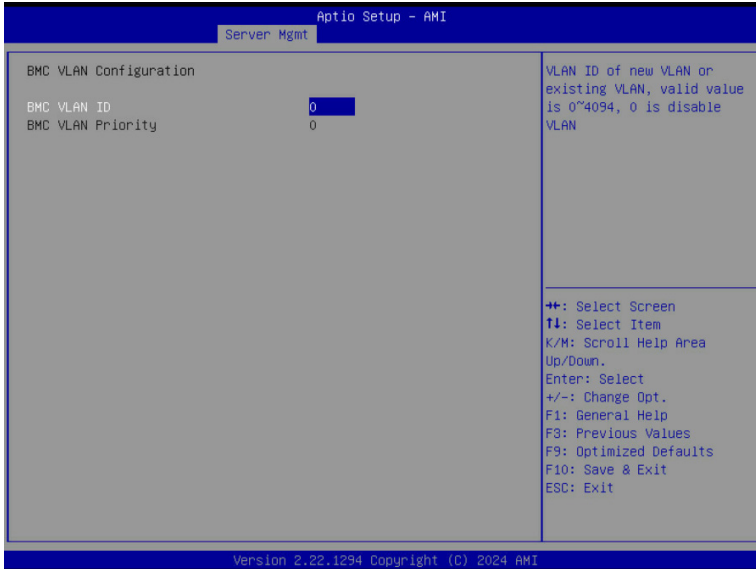 Aptio Setup - AMI
Server Mgmt
BMC VLAN Configuration
BMC VLAN ID 0
BMC VLAN Priority 0
VLAN ID of new VLAN or
existing VLAN, valid value
is 0~4094, 0 is disable
VLAN
→←: Select Screen
↑↓: Select Item
K/M: Scroll Help Area
Up/Down.
Enter: Select
+/-: Change Opt.
F1: General Help
F3: Previous Values
F9: Optimized Defaults
F10: Save & Exit
ESC: Exit
Version 2.22.1294 Copyright (C) 2024 AMI